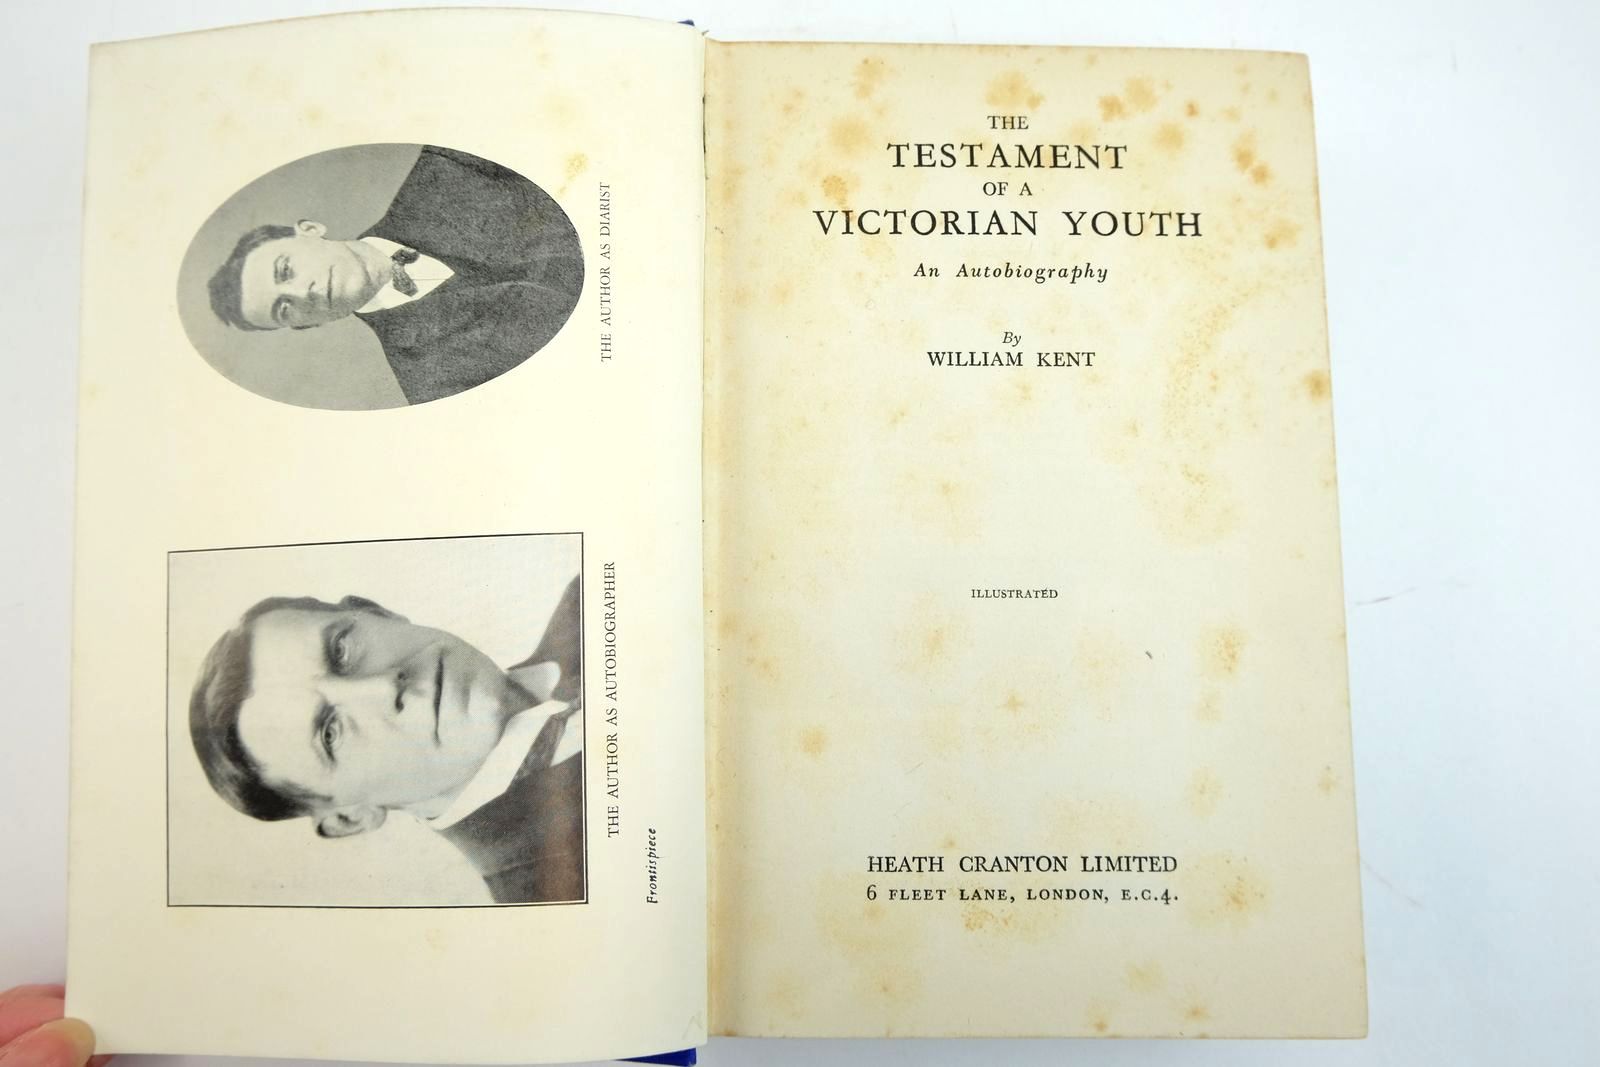 THE AUTHOR AS DIARIST
THE AUTHOR AS AUTOBIOGRAPHER
Frontispiece
THE
TESTAMENT
OF A
VICTORIAN YOUTH
An Autobiography
By
WILLIAM KENT
ILLUSTRATED
HEATH CRANTON LIMITED
6 FLEET LANE, LONDON, E.C.4.